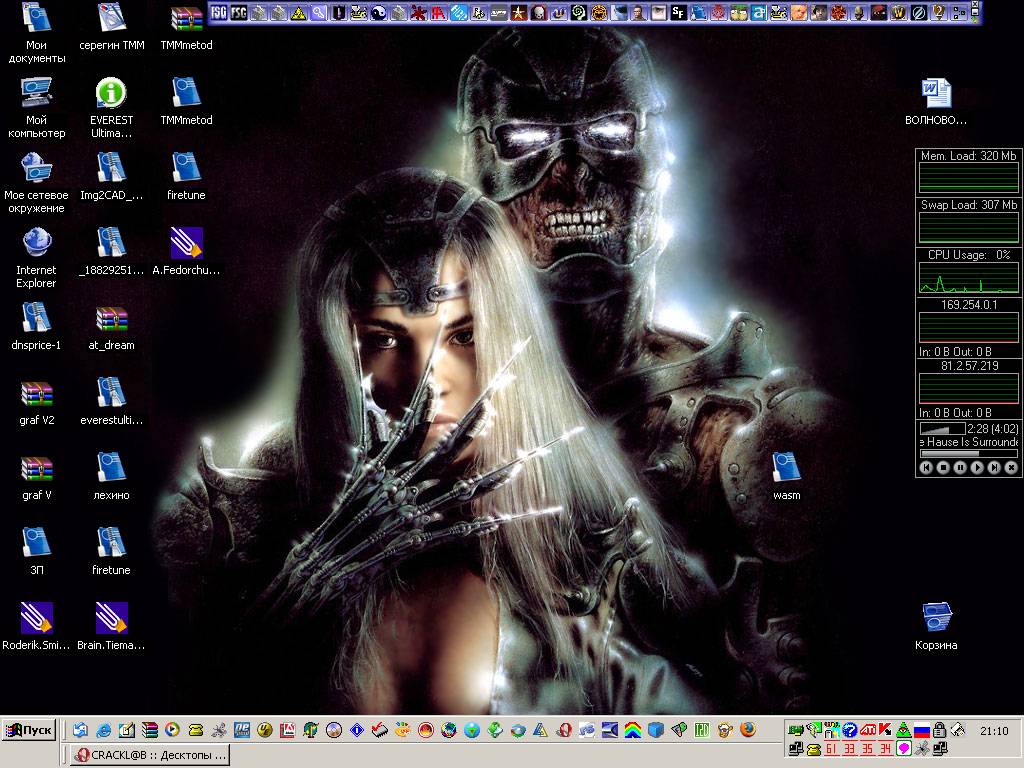 Мои документы
серегин ТММ
TMMmetod
Мой компьютер
EVEREST Ultima...
TMMmetod
Мое сетевое окружение
Img2CAD_...
firetune
Internet Explorer
_18829251...
A.Fedorchu...
dnsprice-1
at_dream
graf V2
everestulti...
graf V
лехино
ЗП
firetune
Roderik.Smi...
Brain.Tiema...
ВОЛНОВО...
Mem. Load: 320 Mb
Swap Load: 307 Mb
CPU Usage: 0%
169.254.0.1
In: 0 B Out: 0 B
81.2.57.219
In: 0 B Out: 0 B
2:28 (4:02)
e Hause Is Surrounde
wasm
Корзина
Пуск
61 33 35 34
21:10
CRACKL@B :: Десктопы ...